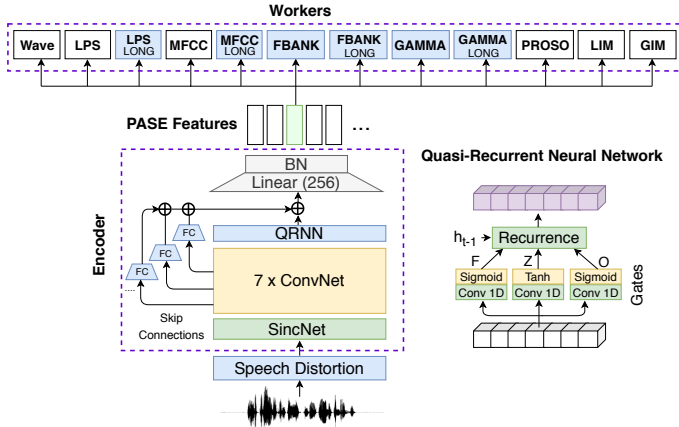 Workers
Wave LPS LPS LONG MFCC MFCC LONG FBANK FBANK LONG GAMMA GAMMA LONG PROSO LIM GIM
PASE Features ...
Encoder
BN
Linear (256)
FC
FC
FC
....
QRNN
7 x ConvNet
Skip
Connections
SincNet
Speech Distortion
Quasi-Recurrent Neural Network
h t-1
Recurrence
F Z O
Sigmoid Tanh Sigmoid
Conv 1D Conv 1D Conv 1D
Gates